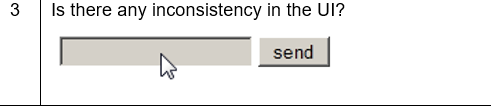 3 Is there any inconsistency in the UI?
send